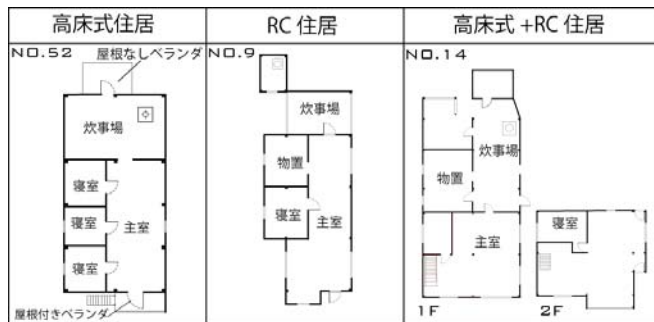 高床式住居
RC 住居
高床式 +RC 住居
NO.52
屋根なしベランダ
炊事場
寝室
寝室
主室
寝室
屋根付きベランダ
NO.9
炊事場
物置
寝室
主室
NO.14
炊事場
物置
主室
1F
寝室
2F